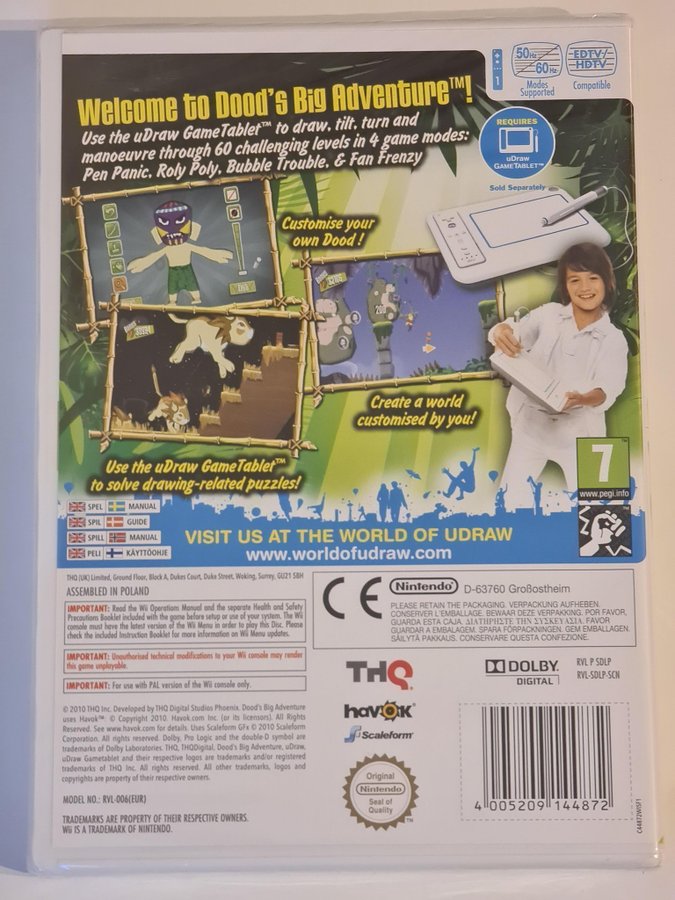 Welcome to Dood's Big Adventure™!
Use the uDraw GameTablet™ to draw, tilt, turn and
manoeuvre through 60 challenging levels in 4 game modes:
Pen Panic, Roly Poly, Bubble Trouble, & Fan Frenzy
1
50Hz
60Hz
Modes
Supported
EDTV/
HDTV
Compatible
REQUIRES
uDraw
GAMETABLET™
Sold Separately
Customise your
own Dood!
Create a world
customised by you!
Use the uDraw GameTablet™
to solve drawing-related puzzles!
7
www.pegi.info
SPEL MANUAL
SPIL GUIDE
SPILL MANUAL
PELI KÄYTTÖOHJE
VISIT US AT THE WORLD OF UDRAW
www.worldofudraw.com
THQ (UK) Limited, Ground Floor, Block A, Dukes Court, Duke Street, Woking, Surrey, GU21 5BH
ASSEMBLED IN POLAND
IMPORTANT: Read the Wii Operations Manual and the separate Health and Safety
Precautions Booklet included with the game before setup or use of your system. The Wii
console must have the latest version of the Wii Menu in order to play this Disc. Please
check the included Instruction Booklet for more information on Wii Menu updates.
IMPORTANT: Unauthorised technical modifications to your Wii console may render
this game unplayable.
IMPORTANT: For use with PAL version of the Wii console only.
© 2010 THQ Inc. Developed by THQ Digital Studios Phoenix. Dood's Big Adventure
uses Havok™. © Copyright 2010. Havok.com Inc. (or its licensors). All Rights
Reserved. See www.havok.com for details. Uses Scaleform GFx © 2010 Scaleform
Corporation. All rights reserved. Dolby, Pro Logic and the double-D symbol are
trademarks of Dolby Laboratories. THQ, THQDigital, Dood's Big Adventure, uDraw,
uDraw Gametablet and their respective logos are trademarks and/or registered
trademarks of THQ Inc. All rights reserved. All other trademarks, logos and
copyrights are property of their respective owners.
MODEL NO.: RVL-006(EUR)
TRADEMARKS ARE PROPERTY OF THEIR RESPECTIVE OWNERS.
Wii IS A TRADEMARK OF NINTENDO.
CE
Nintendo
D-63760 Großostheim
PLEASE RETAIN THE PACKAGING. VERPACKUNG AUFHEBEN.
CONSERVER L'EMBALLAGE. BEWAAR DEZE VERPAKKING. POR FAVOR,
GUARDA ESTA CAJA. ΔΙΑΤΗΡΗΣΤΕ ΤΗΝ ΣΥΣΚΕΥΑΣΙΑ. FAVOR
GUARDAR A EMBALAGEM. SPARA FÖRPACKNINGEN. GEM EMBALLAGEN.
SÄILYTÄ PAKKAUS. CONSERVARE QUESTA CONFEZIONE.
THQ
havok
Scaleform
DOLBY
DIGITAL
RVL P SDLP
RVL-SDLP-SCN
Original
Nintendo
Seal of
Quality
4 005209 144872
C44872WISF1